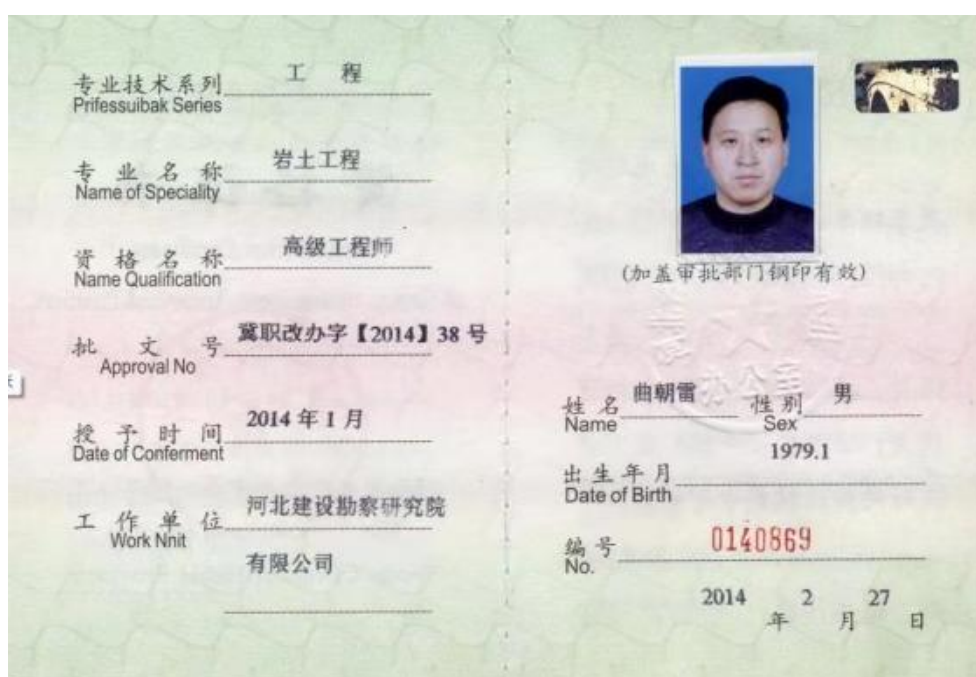 专业技术系列 工 程
Prifessuibak Series
专业名称 岩土工程
Name of Speciality
资格名称 高级工程师
Name Qualification
批文号 冀职改办字【2014】38 号
Approval No
授予时间 2014 年 1 月
Date of Conferment
工作单位 河北建设勘察研究院
Work Nnit
有限公司
(加盖审批部门钢印有效)
姓名 曲朝雷 性别 男
Name Sex
1979.1
出生年月
Date of Birth
编号 0140869
No.
2014 年 2 月 27 日